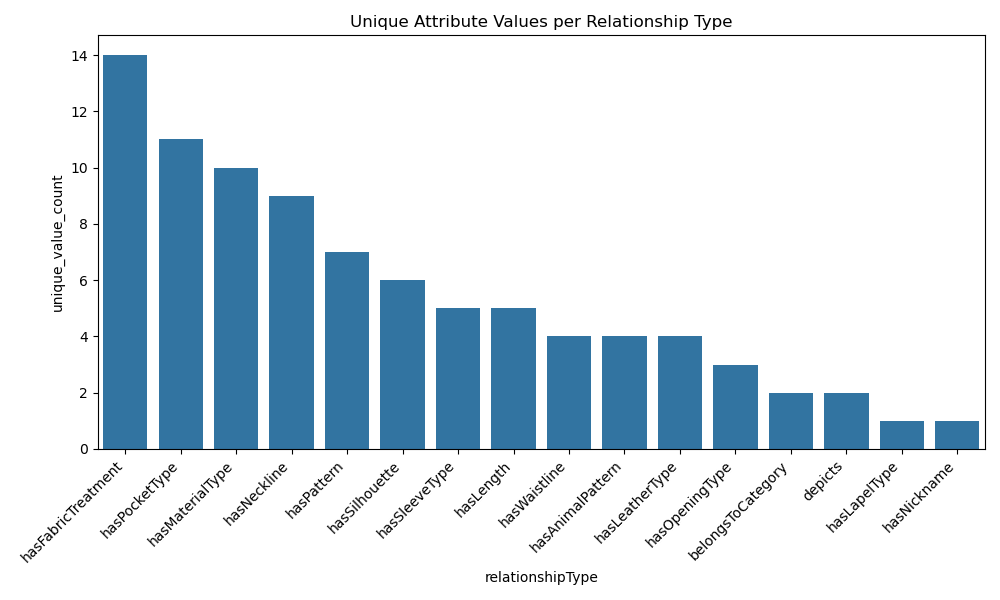 Unique Attribute Values per Relationship Type
unique_value_count
14
12
10
8
6
4
2
0
hasFabricTreatment
hasPocketType
hasMaterialType
hasNeckline
hasPattern
hasSilhouette
hasSleeveType
hasLength
hasWaistline
hasAnimalPattern
hasLeatherType
hasOpeningType
belongsToCategory
depicts
hasLapelType
hasNickname
relationshipType